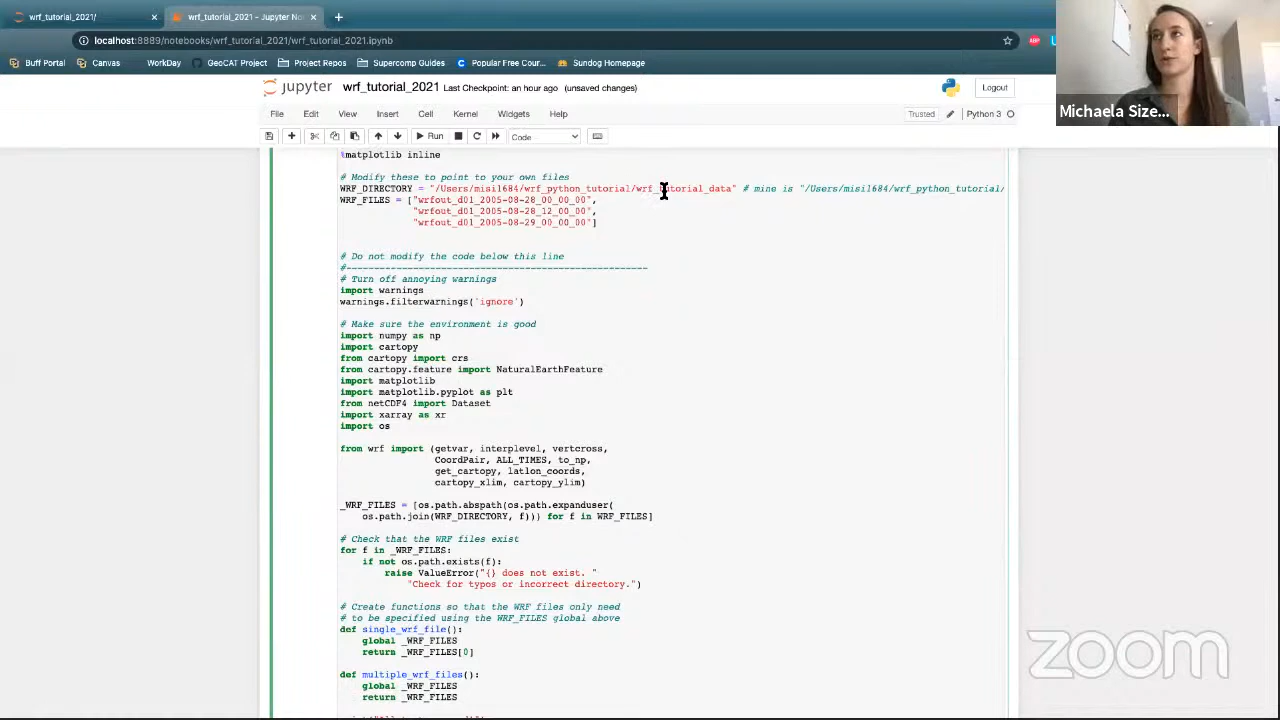 wrf_tutorial_2021/
wrf_tutorial_2021 - Jupyter No
localhost:8889/notebooks/wrf_tutorial_2021/wrf_tutorial_2021.ipynb
Buff Portal Canvas WorkDay GeoCAT Project Project Repos Supercomp Guides Popular Free Cour... Sundog Homepage
jupyter wrf_tutorial_2021 Last Checkpoint: an hour ago (unsaved changes) Logout
File Edit View Insert Cell Kernel Widgets Help Trusted Python 3
Run Code
%matplotlib inline
# Modify these to point to your own files
WRF_DIRECTORY = "/Users/misi1684/wrf_python_tutorial/wrf_tutorial_data" # mine is "/Users/misi1684/wrf_python_tutorial/
WRF_FILES = ["wrfout_d01_2005-08-28_00_00_00",
"wrfout_d01_2005-08-28_12_00_00",
"wrfout_d01_2005-08-29_00_00_00"]
# Do not modify the code below this line
#------------------------------------------------------
# Turn off annoying warnings
import warnings
warnings.filterwarnings('ignore')
# Make sure the environment is good
import numpy as np
import cartopy
from cartopy import crs
from cartopy.feature import NaturalEarthFeature
import matplotlib
import matplotlib.pyplot as plt
from netCDF4 import Dataset
import xarray as xr
import os
from wrf import (getvar, interplevel, vertcross,
CoordPair, ALL_TIMES, to_np,
get_cartopy, latlon_coords,
cartopy_xlim, cartopy_ylim)
_WRF_FILES = [os.path.abspath(os.path.expanduser(
os.path.join(WRF_DIRECTORY, f))) for f in WRF_FILES]
# Check that the WRF files exist
for f in _WRF_FILES:
if not os.path.exists(f):
raise ValueError("{} does not exist. "
"Check for typos or incorrect directory.")
# Create functions so that the WRF files only need
# to be specified using the WRF_FILES global above
def single_wrf_file():
global _WRF_FILES
return _WRF_FILES[0]
def multiple_wrf_files():
global _WRF_FILES
return _WRF_FILES
Michaela Size...
zoom